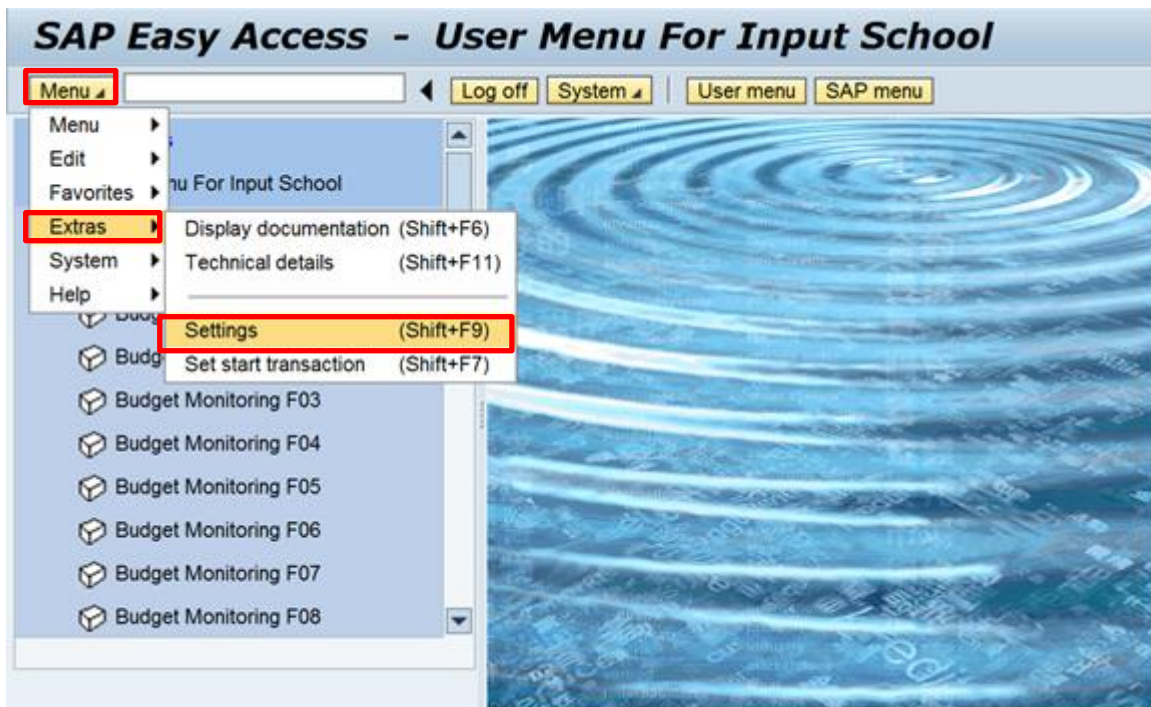 SAP Easy Access - User Menu For Input School
Menu Log off System User menu SAP menu
Menu
Edit
Favorites
For Input School
Extras
Display documentation (Shift+F6)
System
Technical details (Shift+F11)
Help
Settings (Shift+F9)
Set start transaction (Shift+F7)
Budget Monitoring F03
Budget Monitoring F04
Budget Monitoring F05
Budget Monitoring F06
Budget Monitoring F07
Budget Monitoring F08